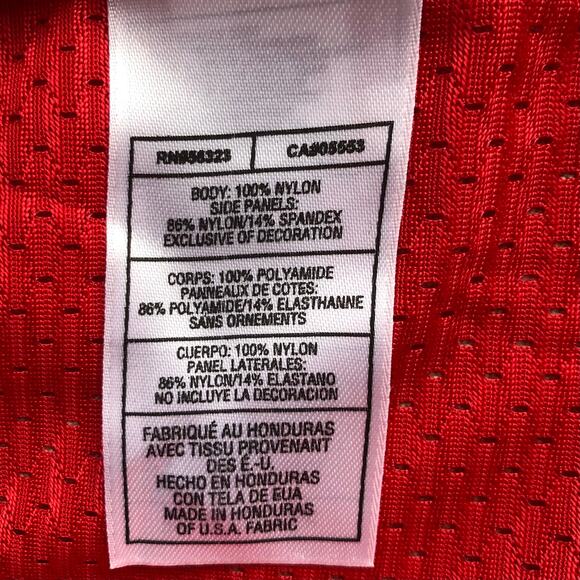 RN#56323 CA#05553
BODY: 100% NYLON
SIDE PANELS:
86% NYLON/14% SPANDEX
EXCLUSIVE OF DECORATION
CORPS: 100% POLYAMIDE
PANNEAUX DE COTES:
86% POLYAMIDE/14% ELASTHANNE
SANS ORNEMENTS
CUERPO: 100% NYLON
PANEL LATERALES:
86% NYLON/14% ELASTANO
NO INCLUYE LA DECORACION
FABRIQUÉ AU HONDURAS
AVEC TISSU PROVENANT
DES É.-U.
HECHO EN HONDURAS
CON TELA DE EUA
MADE IN HONDURAS
OF U.S.A. FABRIC